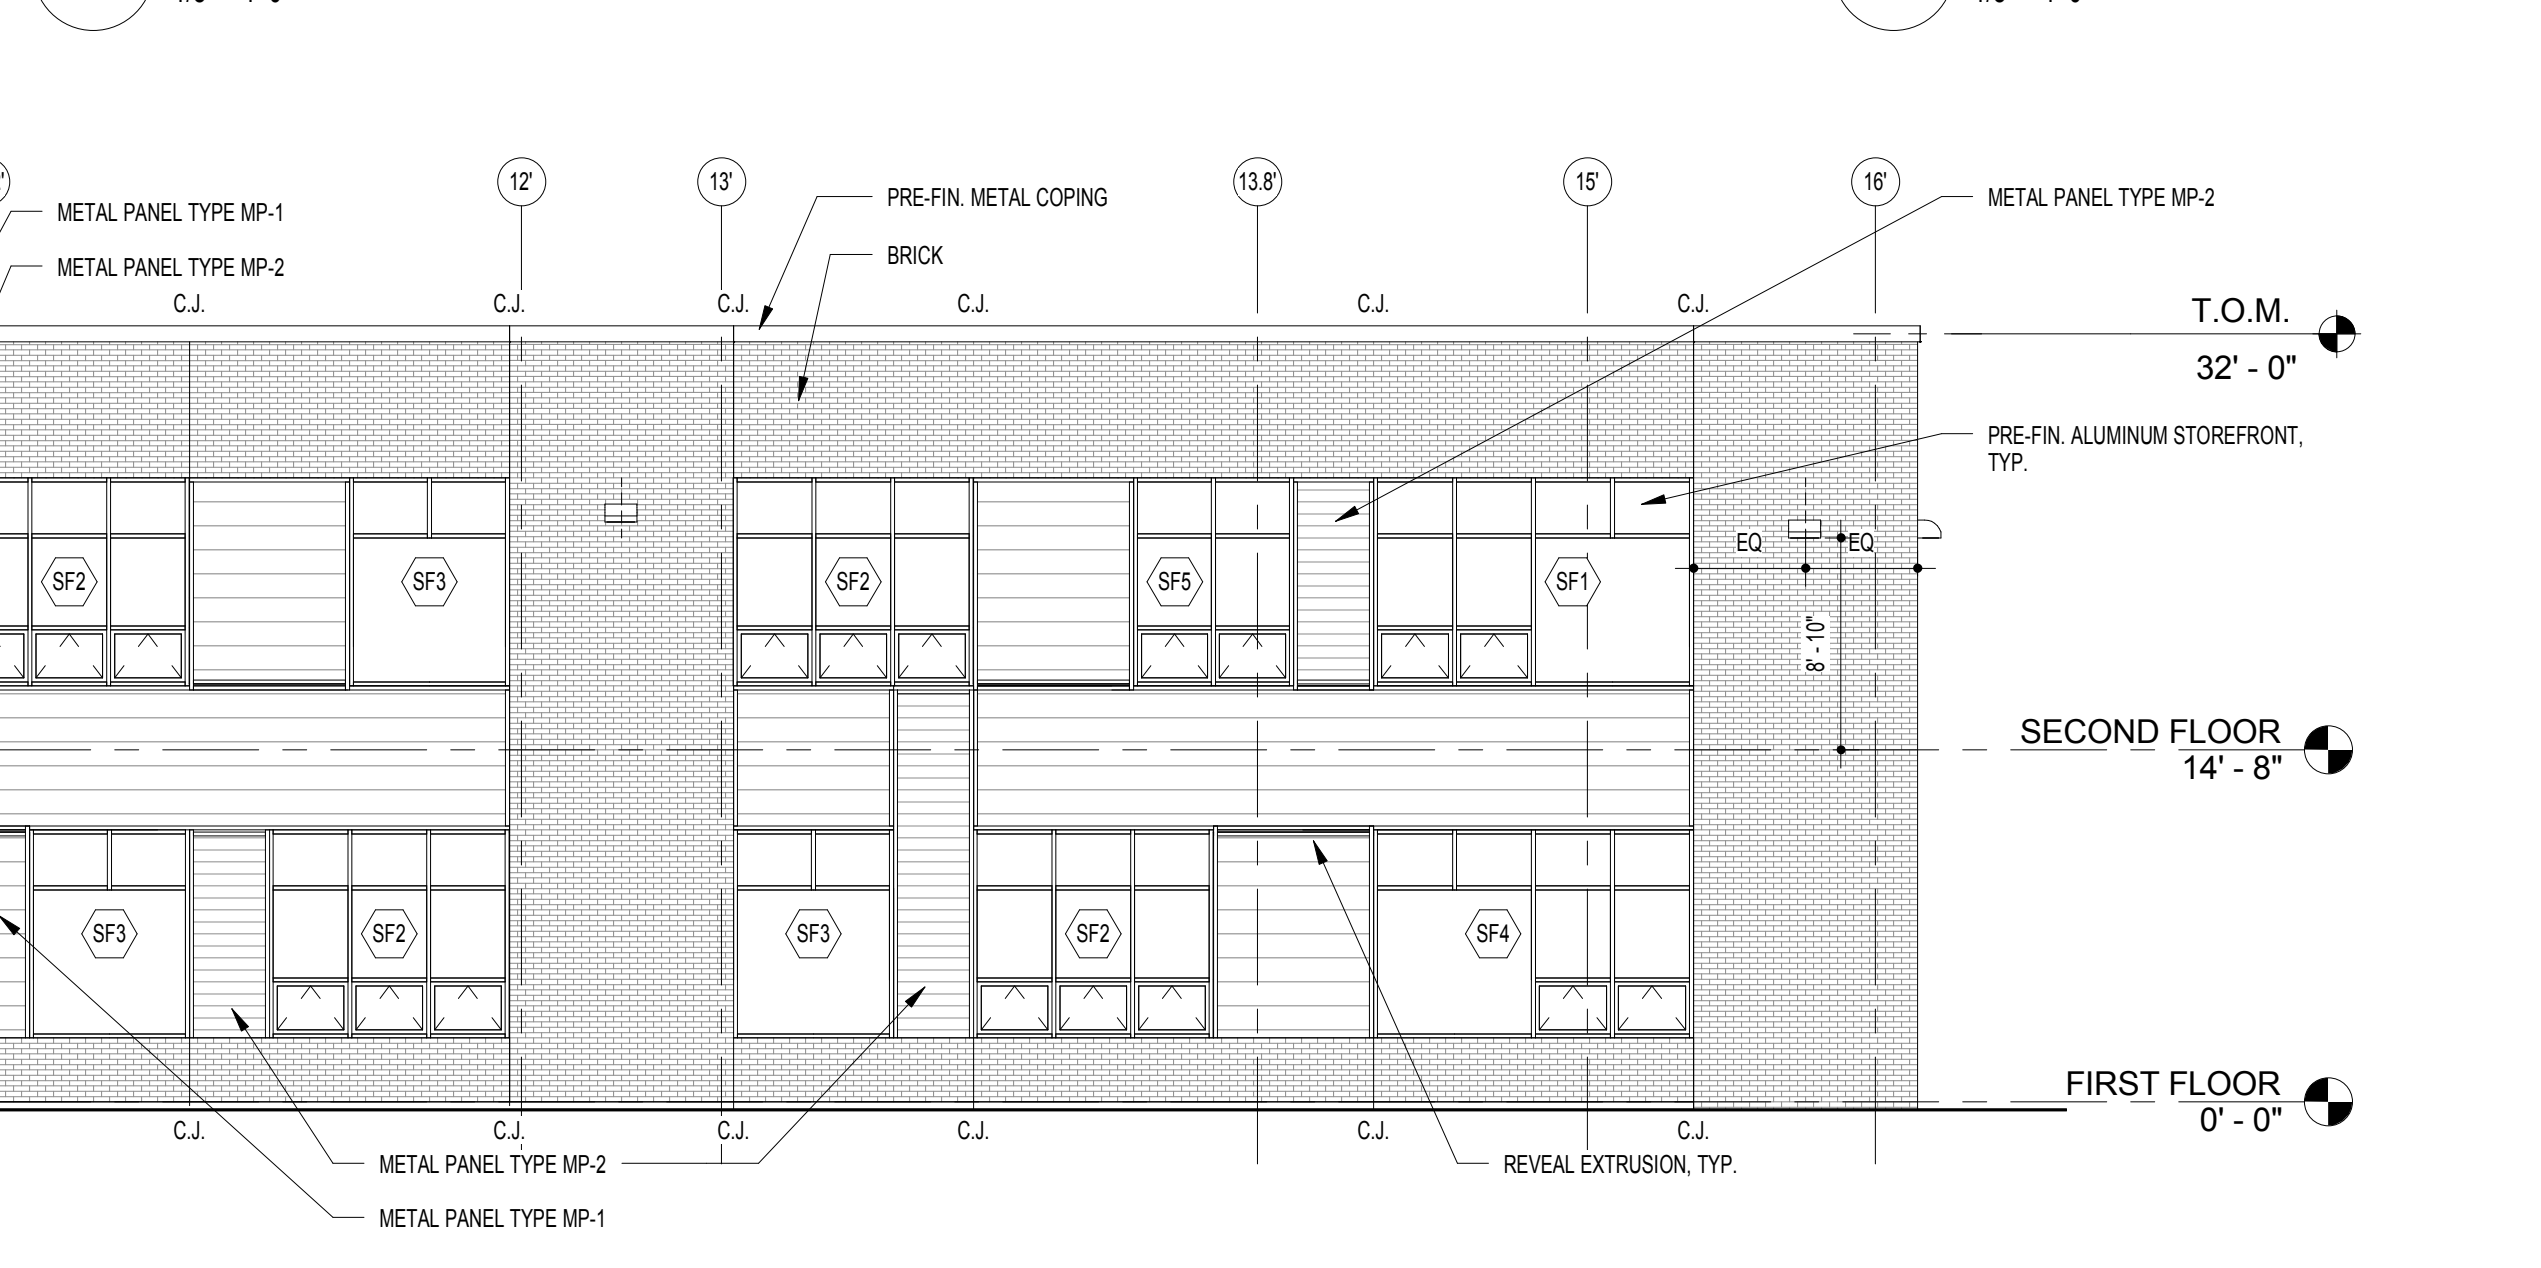 12'
13'
13.8'
15'
16'
METAL PANEL TYPE MP-1
PRE-FIN. METAL COPING
METAL PANEL TYPE MP-2
METAL PANEL TYPE MP-2
BRICK
C.J.
C.J.
C.J.
C.J.
C.J.
C.J.
T.O.M.
32' - 0"
PRE-FIN. ALUMINUM STOREFRONT,
TYP.
EQ
EQ
SF2
SF3
SF2
SF5
SF1
8' - 10"
SECOND FLOOR
14' - 8"
SF3
SF2
SF3
SF2
SF4
FIRST FLOOR
0' - 0"
C.J.
C.J.
C.J.
C.J.
C.J.
C.J.
METAL PANEL TYPE MP-2
REVEAL EXTRUSION, TYP.
METAL PANEL TYPE MP-1